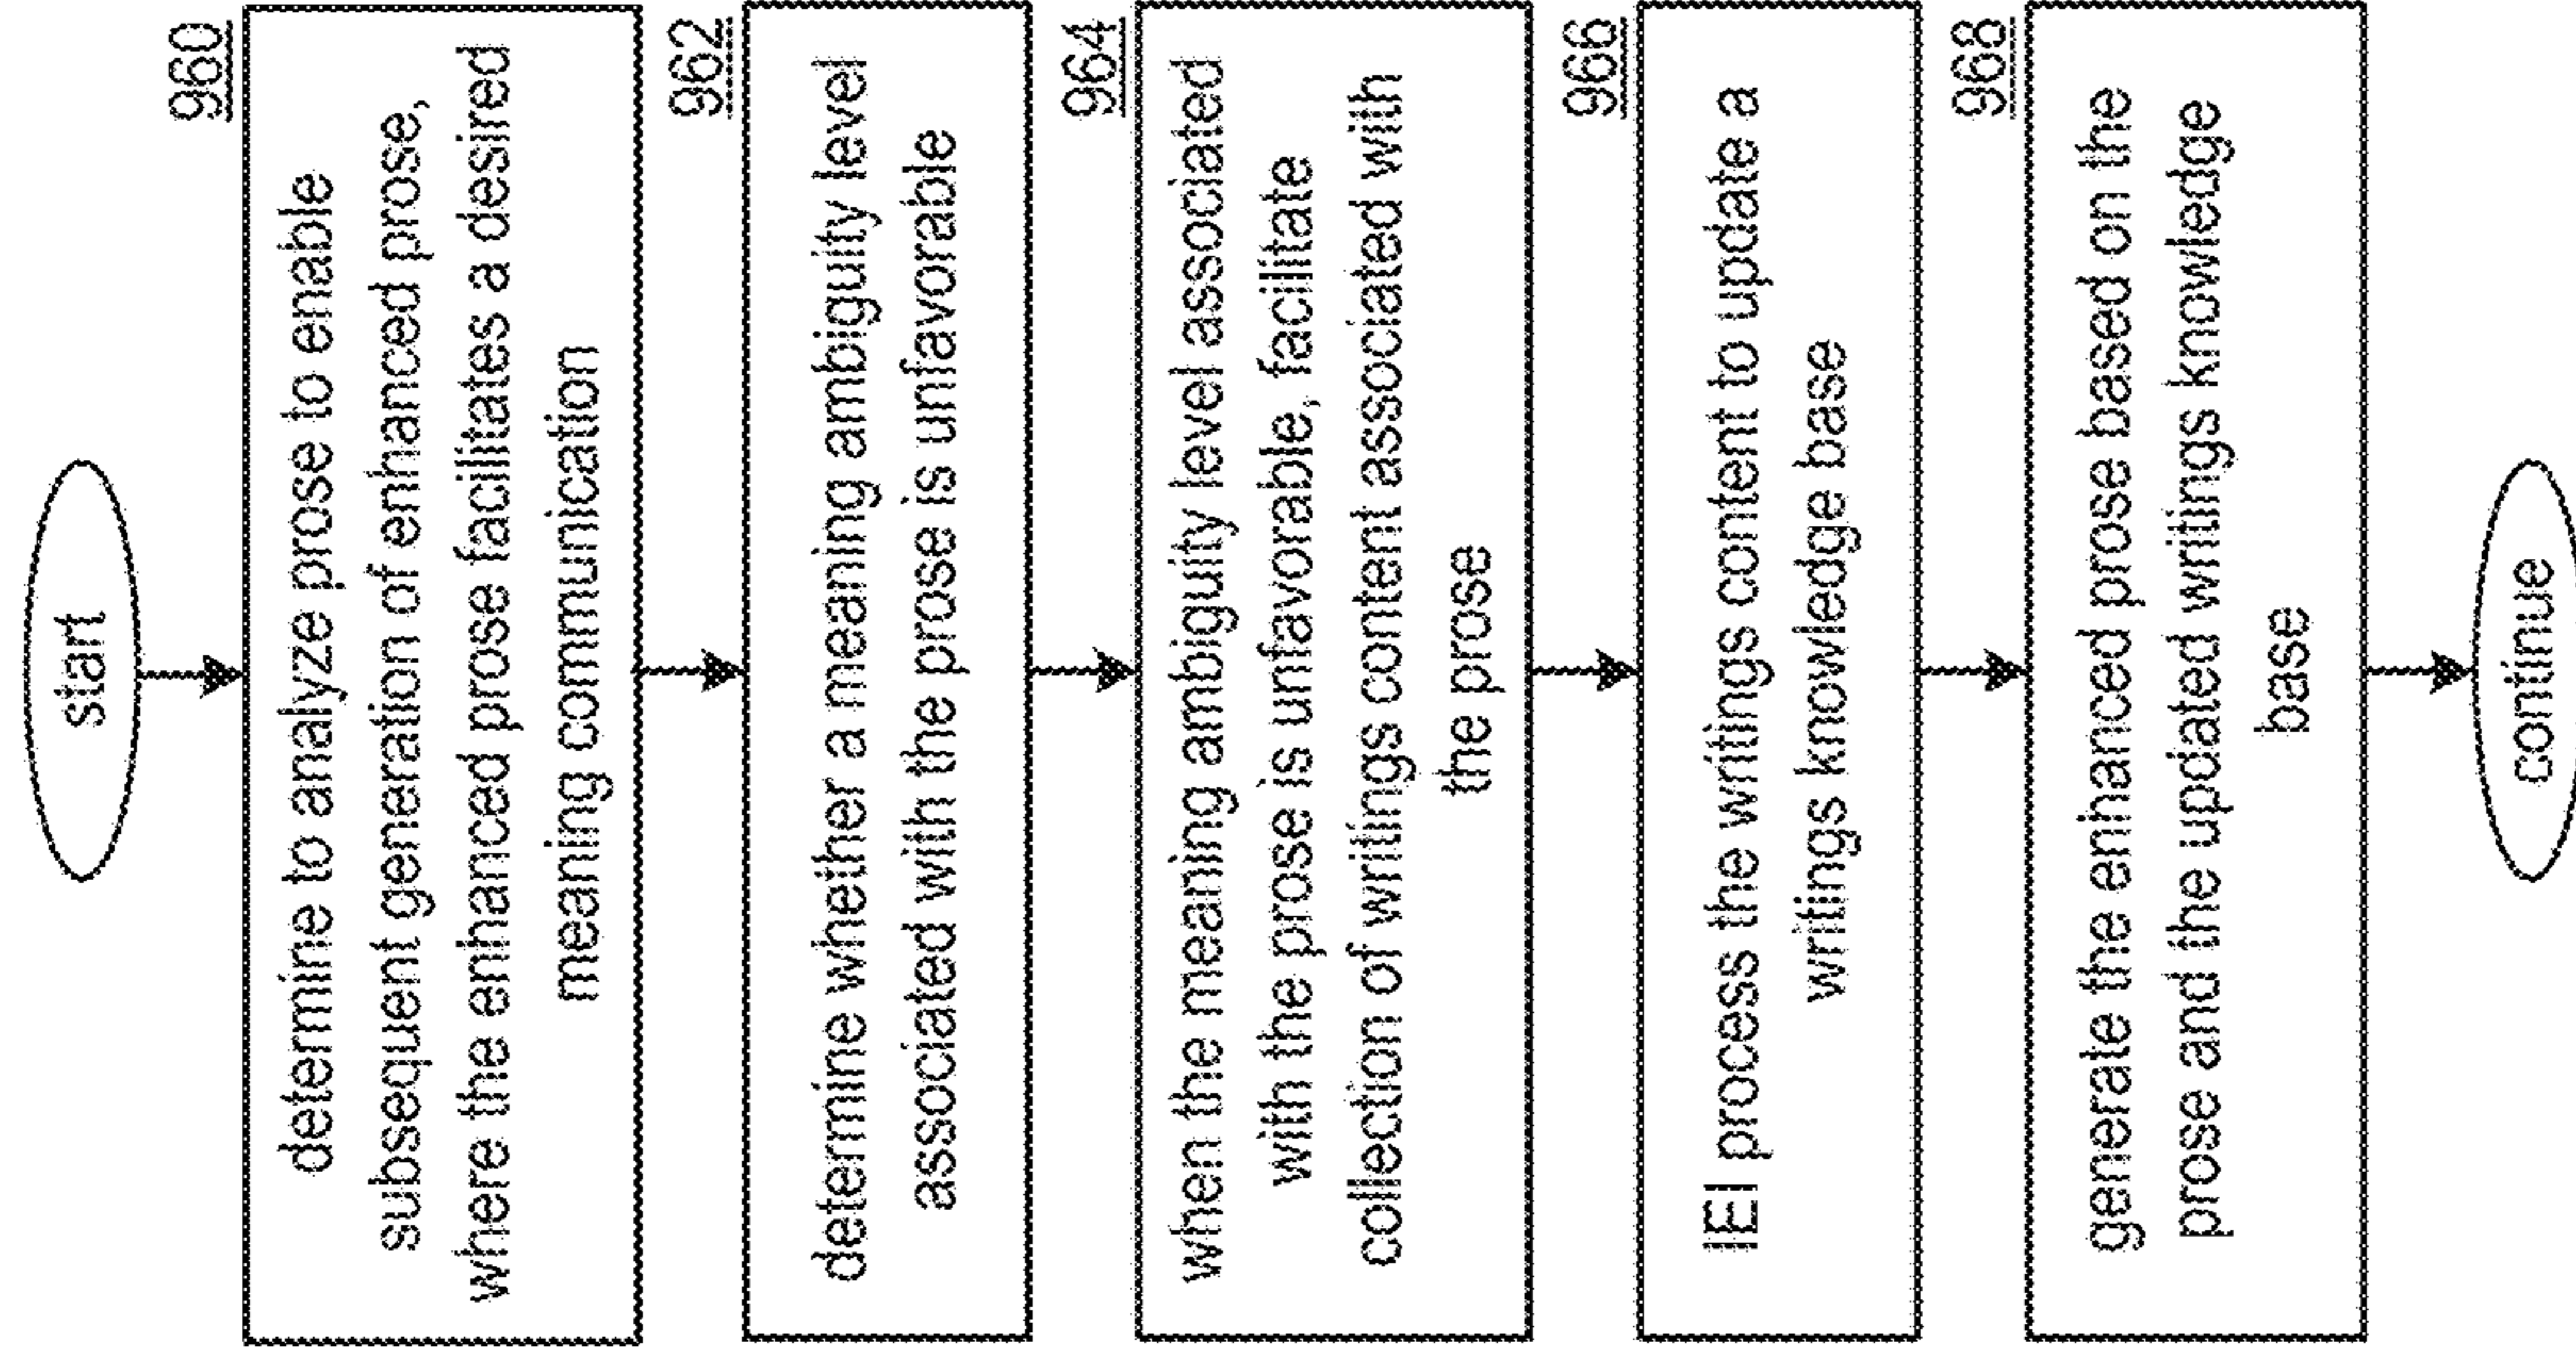 start
960
determine to analyze prose to enable
subsequent generation of enhanced prose,
where the enhanced prose facilitates a desired
meaning communication
962
determine whether a meaning ambiguity level
associated with the prose is unfavorable
964
when the meaning ambiguity level associated
with the prose is unfavorable, facilitate
collection of writings content associated with
the prose
966
IEI process the writings content to update a
writings knowledge base
968
generate the enhanced prose based on the
prose and the updated writings knowledge
base
continue